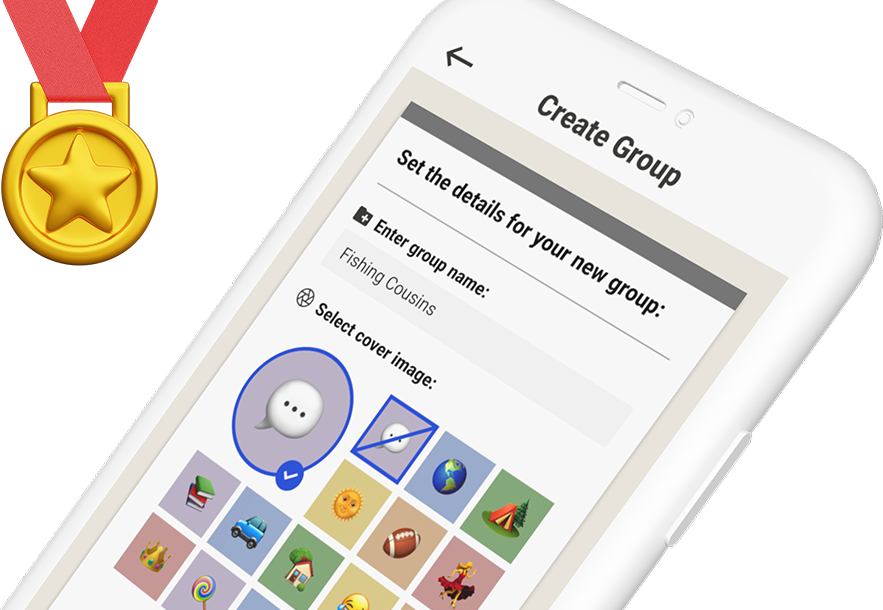 Create Group
Set the details for your new group:
Enter group name:
Fishing Cousins
Select cover image: